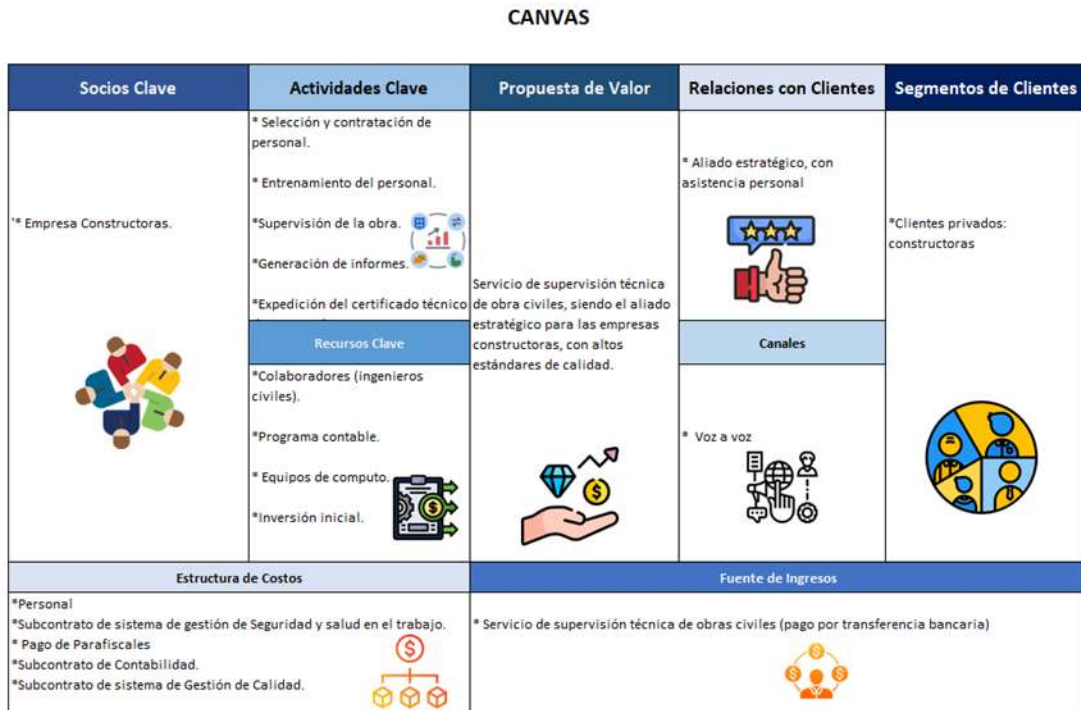 CANVAS
Socios Clave
'* Empresa Constructoras.
Actividades Clave
* Selección y contratación de
personal.
* Entrenamiento del personal.
*Supervisión de la obra.
*Generación de informes.
*Expedición del certificado técnico
Recursos Clave
*Colaboradores (ingenieros
civiles).
*Programa contable.
* Equipos de computo.
*Inversión inicial.
Propuesta de Valor
Servicio de supervisión técnica
de obra civiles, siendo el aliado
estratégico para las empresas
constructoras, con altos
estándares de calidad.
Relaciones con Clientes
* Aliado estratégico, con
asistencia personal
Canales
* Voz a voz
Segmentos de Clientes
*Clientes privados:
constructoras
Estructura de Costos
*Personal
*Subcontrato de sistema de gestión de Seguridad y salud en el trabajo.
* Pago de Parafiscales
*Subcontrato de Contabilidad.
*Subcontrato de sistema de Gestión de Calidad.
Fuente de Ingresos
* Servicio de supervisión técnica de obras civiles (pago por transferencia bancaria)